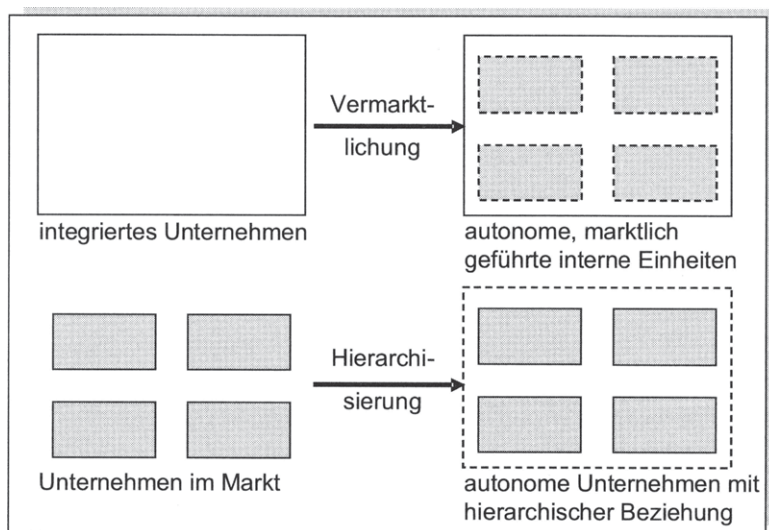 Vermarkt-
lichung
integriertes Unternehmen
autonome, marktlich
geführte interne Einheiten
Hierarchi-
sierung
Unternehmen im Markt
autonome Unternehmen mit
hierarchischer Beziehung